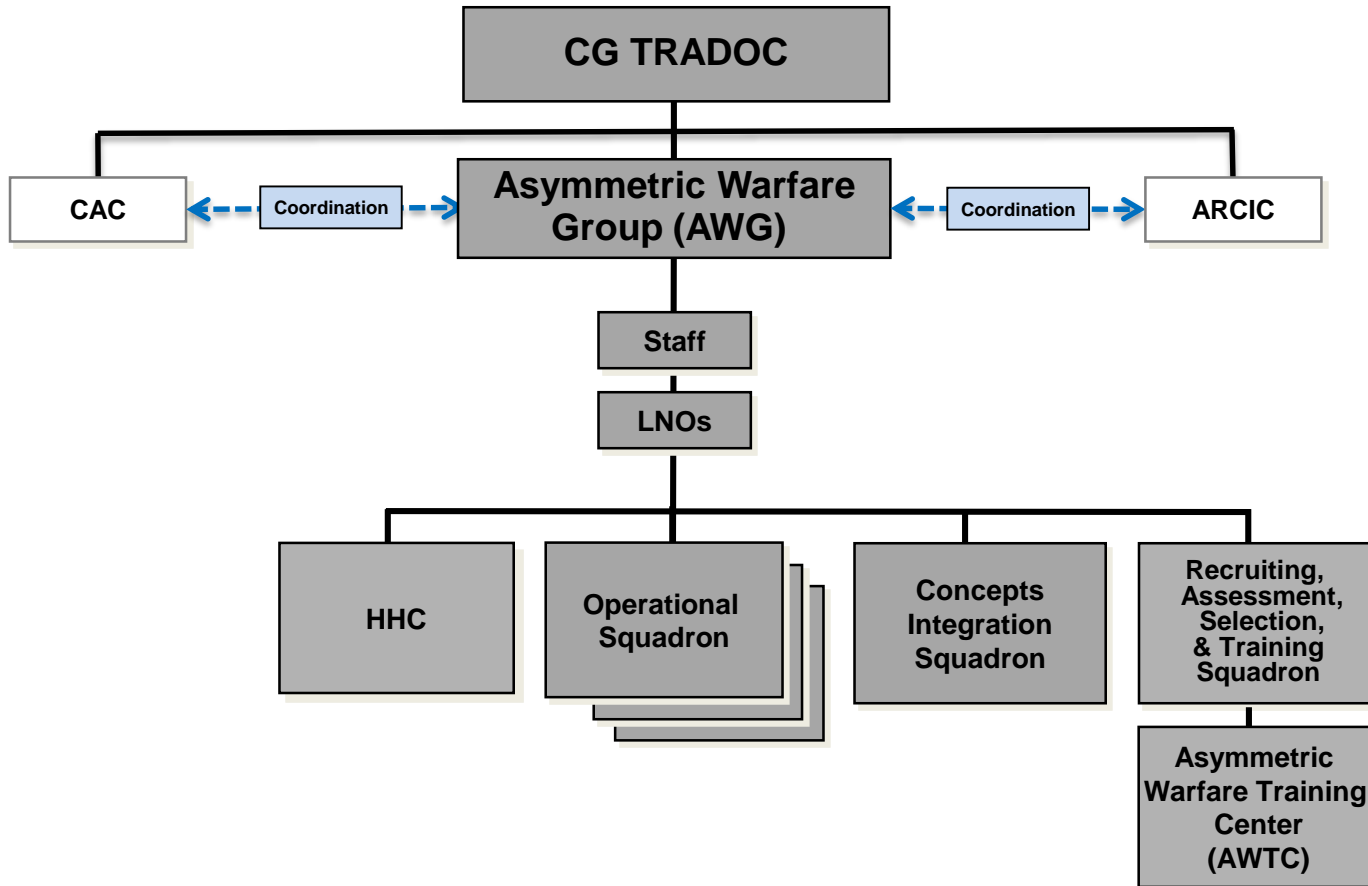 CG TRADOC
CAC
Coordination
Asymmetric Warfare
Group (AWG)
Coordination
ARCIC
Staff
LNOs
HHC
Operational
Squadron
Concepts
Integration
Squadron
Recruiting,
Assessment,
Selection,
& Training
Squadron
Asymmetric
Warfare Training
Center
(AWTC)